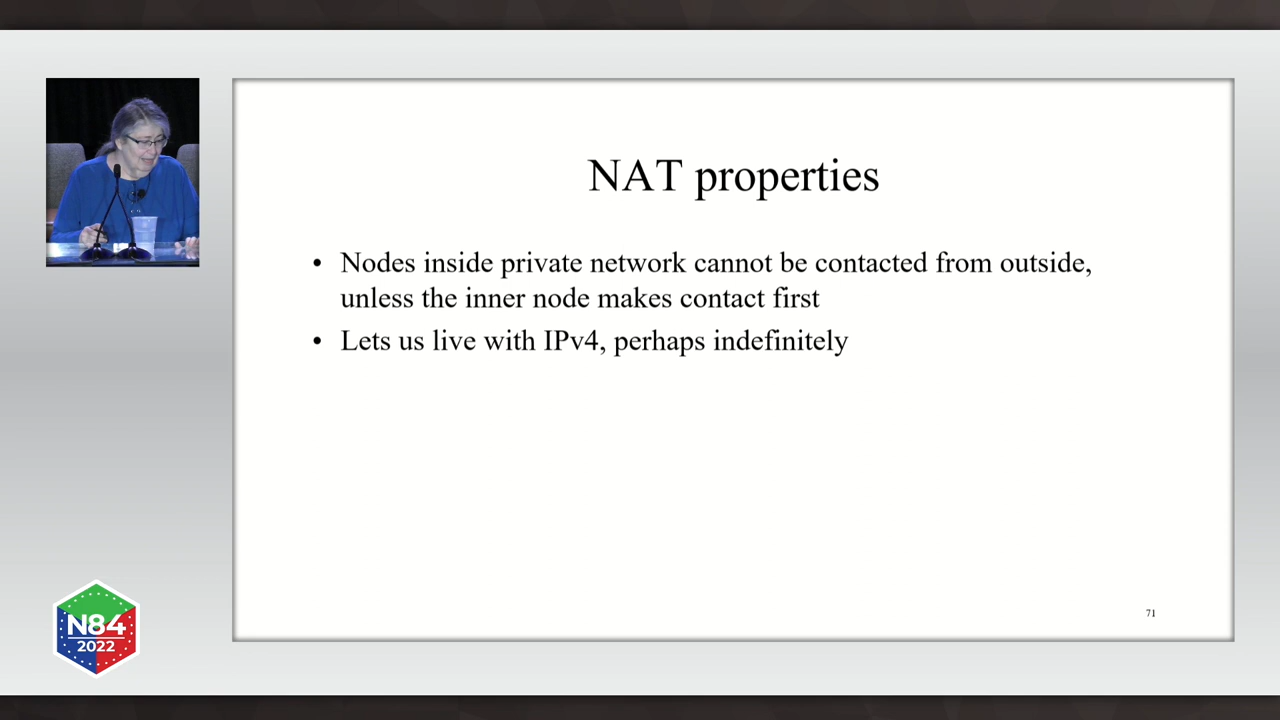 NAT properties
• Nodes inside private network cannot be contacted from outside,
unless the inner node makes contact first
• Lets us live with IPv4, perhaps indefinitely
71
N84
2022